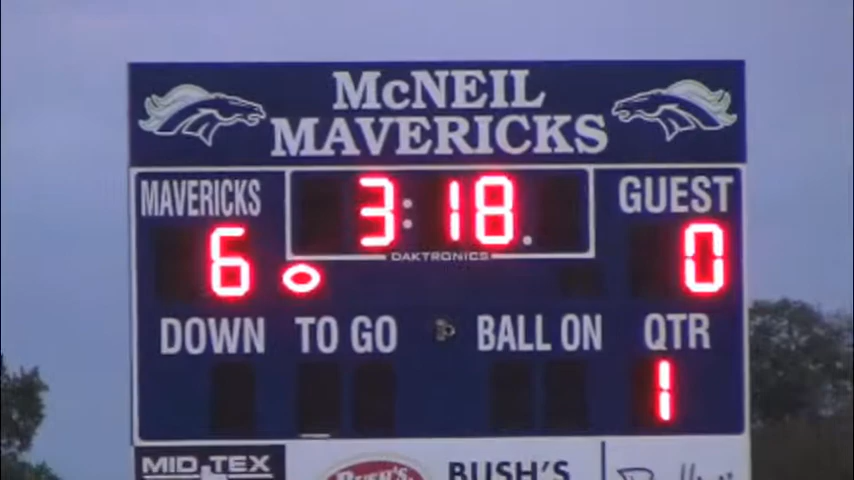 McNEIL
MAVERICKS
MAVERICKS 3:18. GUEST
6 0
DAKTRONICS
DOWN TO GO BALL ON QTR
1
MID-TEX BUSH'S BUSH'S